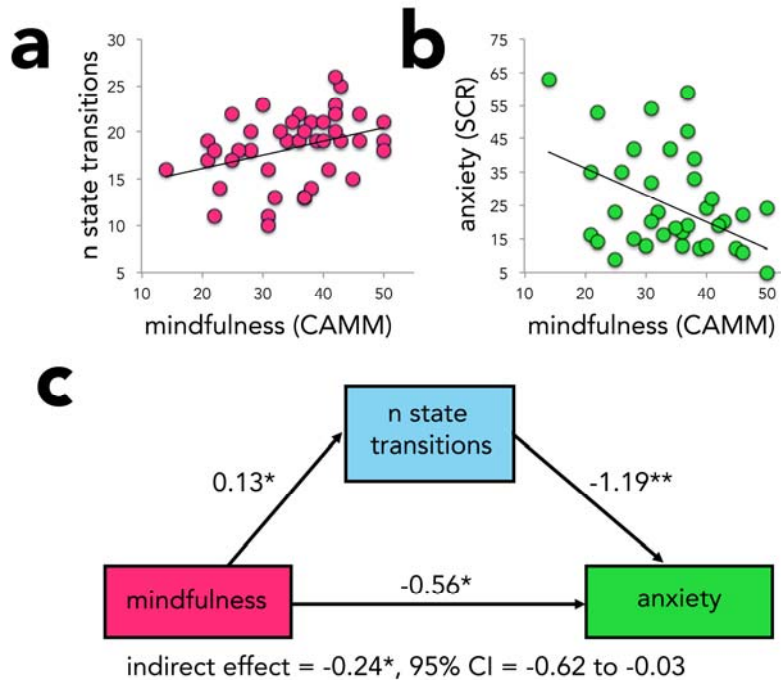 a
n state transitions
30
25
20
15
10
5
10 20 30 40 50
mindfulness (CAMM)
b
anxiety (SCR)
75
65
55
45
35
25
15
5
10 20 30 40 50
mindfulness (CAMM)
c
n state
transitions
0.13*
-1.19**
-0.56*
mindfulness
anxiety
indirect effect = -0.24*, 95% CI = -0.62 to -0.03